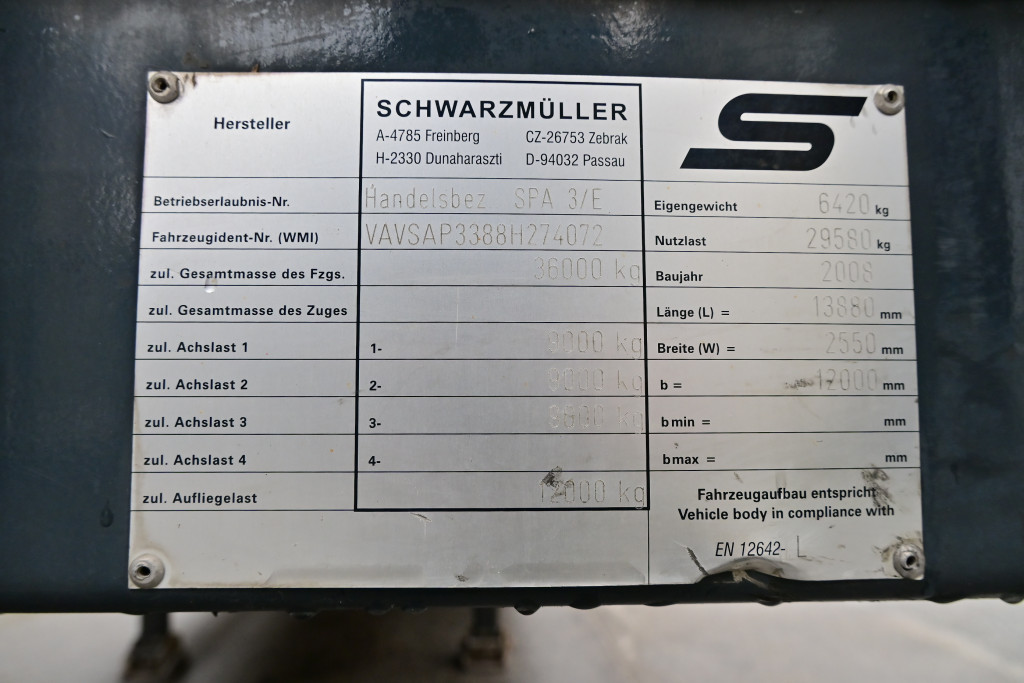 Hersteller
SCHWARZMÜLLER
A-4785 Freinberg CZ-26753 Zebrak
H-2330 Dunaharaszti D-94032 Passau
Betriebserlaubnis-Nr. Handelsbez SPA 3/E
Fahrzeugident-Nr. (WMI) VAVSAP3388H274072
zul. Gesamtmasse des Fzgs. 36000 kg
zul. Gesamtmasse des Zuges
zul. Achslast 1 1- 9000 kg
zul. Achslast 2 2- kg
zul. Achslast 3 3- kg
zul. Achslast 4 4-
zul. Aufliegelast 12000 kg
Eigengewicht 6420 kg
Nutzlast 29580 kg
Baujahr 2008
Länge (L) = 13880 mm
Breite (W) = 2550 mm
b = 12000 mm
bmin = mm
bmax = mm
Fahrzeugaufbau entspricht
Vehicle body in compliance with
EN 12642- L